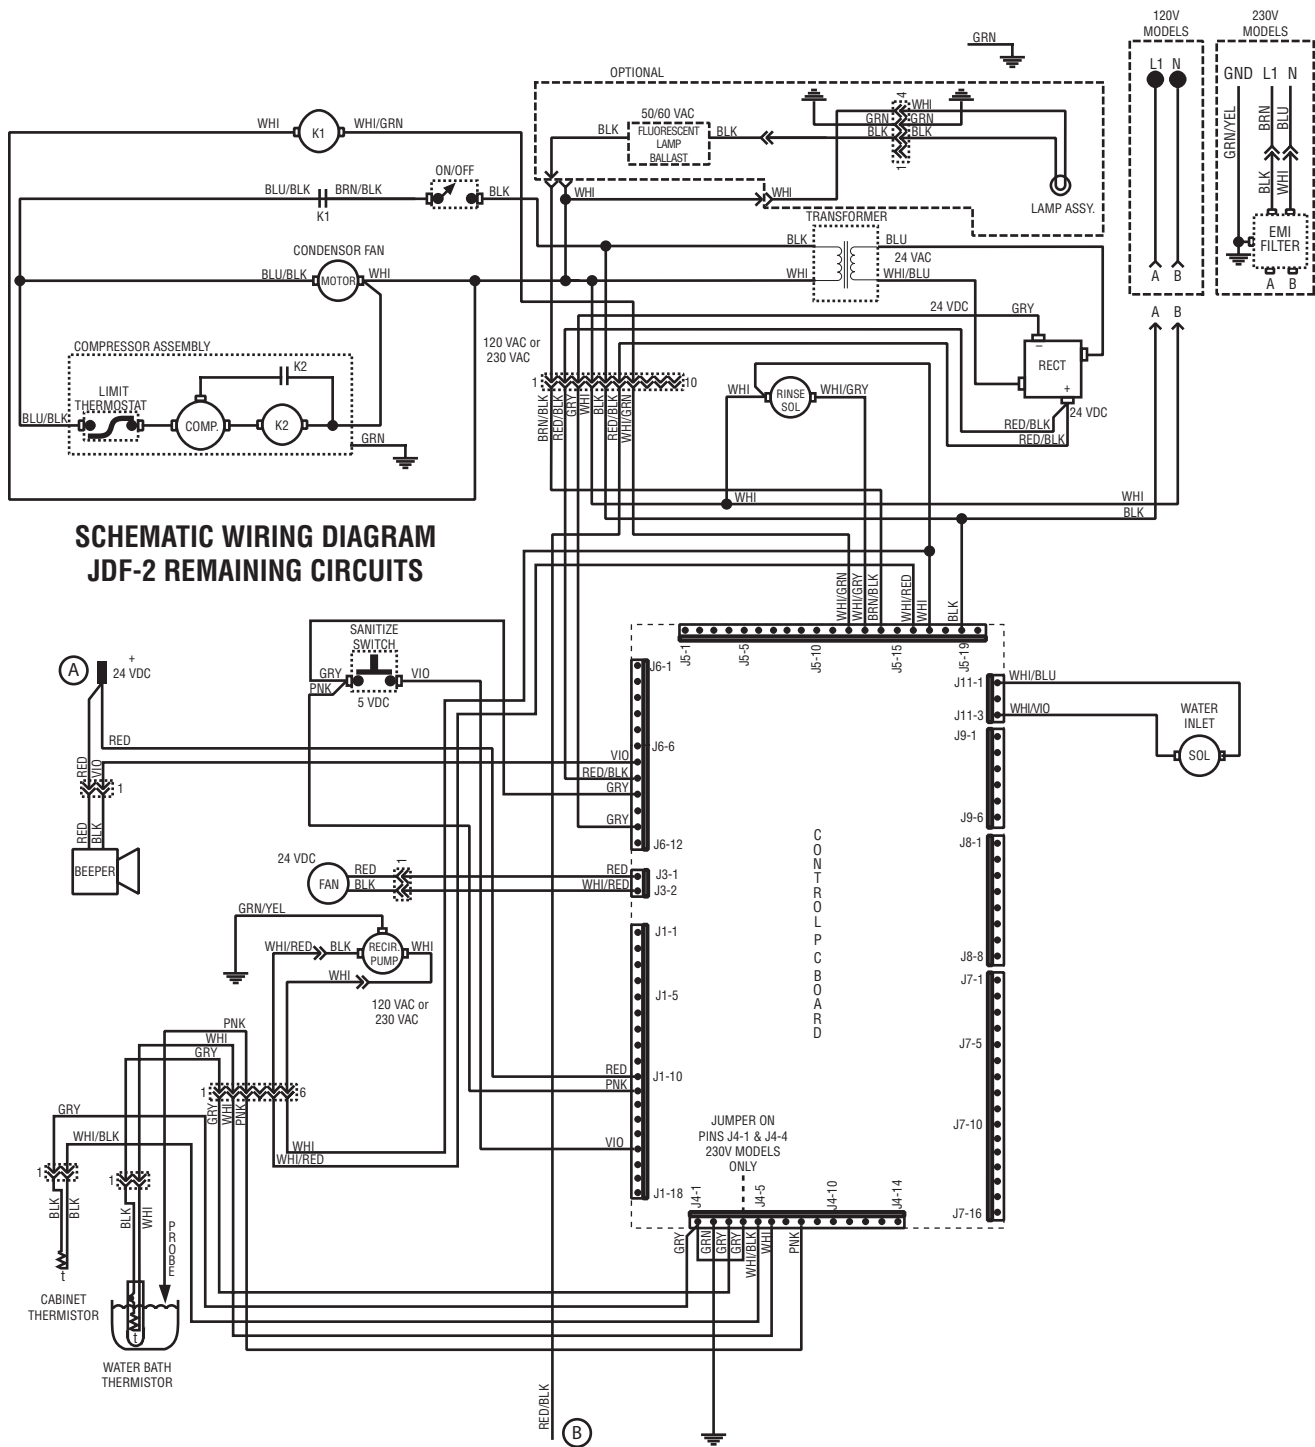 120V
MODELS
230V
MODELS
GRN
OPTIONAL
L1 N
GND L1 N
50/60 VAC
FLUORESCENT
LAMP
BALLAST
BLK
BLK
4
WHI
GRN
GRN
BLK
BLK
1
WHI
WHI
LAMP ASSY.
GRN/YEL
BRN
BLU
BLK
WHI
EMI
FILTER
A B
A B
A B
WHI
K1
WHI/GRN
ON/OFF
BLU/BLK
BRN/BLK
K1
BLK
CONDENSOR FAN
BLU/BLK
MOTOR
WHI
TRANSFORMER
BLK
BLU
24 VAC
WHI
WHI/BLU
24 VDC
GRY
–
RECT
+
24 VDC
RED/BLK
RED/BLK
COMPRESSOR ASSEMBLY
K2
LIMIT
THERMOSTAT
BLU/BLK
COMP.
K2
GRN
120 VAC or
230 VAC
1
10
BRN/BLK
RED/BLK
GRY
WHI
BLK
RED/BLK
WHI/GRN
WHI
RINSE
SOL
WHI/GRY
WHI
WHI
BLK
SCHEMATIC WIRING DIAGRAM
JDF-2 REMAINING CIRCUITS
WHI/GRN
WHI/GRY
BRN/BLK
WHI/RED
WHI
BLK
J5-1
J5-5
J5-10
J5-15
J5-19
SANITIZE
SWITCH
GRY
PNK
VIO
5 VDC
A
+
24 VDC
RED
RED
VIO
1
RED
BLK
BEEPER
J6-1
J6-6
VIO
RED/BLK
GRY
GRY
J6-12
J11-1
WHI/BLU
J11-3
WHI/VIO
WATER
INLET
SOL
J9-1
J9-6
J8-1
J8-8
J7-1
J7-5
J7-10
J7-16
CONTROL PC BOARD
24 VDC
FAN
RED
BLK
1
RED
J3-1
WHI/RED
J3-2
GRN/YEL
WHI/RED
BLK
RECIR.
PUMP
WHI
WHI
120 VAC or
230 VAC
J1-1
J1-5
RED
J1-10
PNK
VIO
J1-18
PNK
WHI
GRY
1
6
GRY
WHI
PNK
WHI
WHI/RED
GRY
WHI/BLK
1
BLK
BLK
t
CABINET
THERMISTOR
1
BLK
WHI
PROBE
t
WATER BATH
THERMISTOR
JUMPER ON
PINS J4-1 & J4-4
230V MODELS
ONLY
J4-1
J4-5
J4-10
J4-14
GRY
GRN
GRY
GRY
WHI/BLK
WHI
PNK
RED/BLK
B